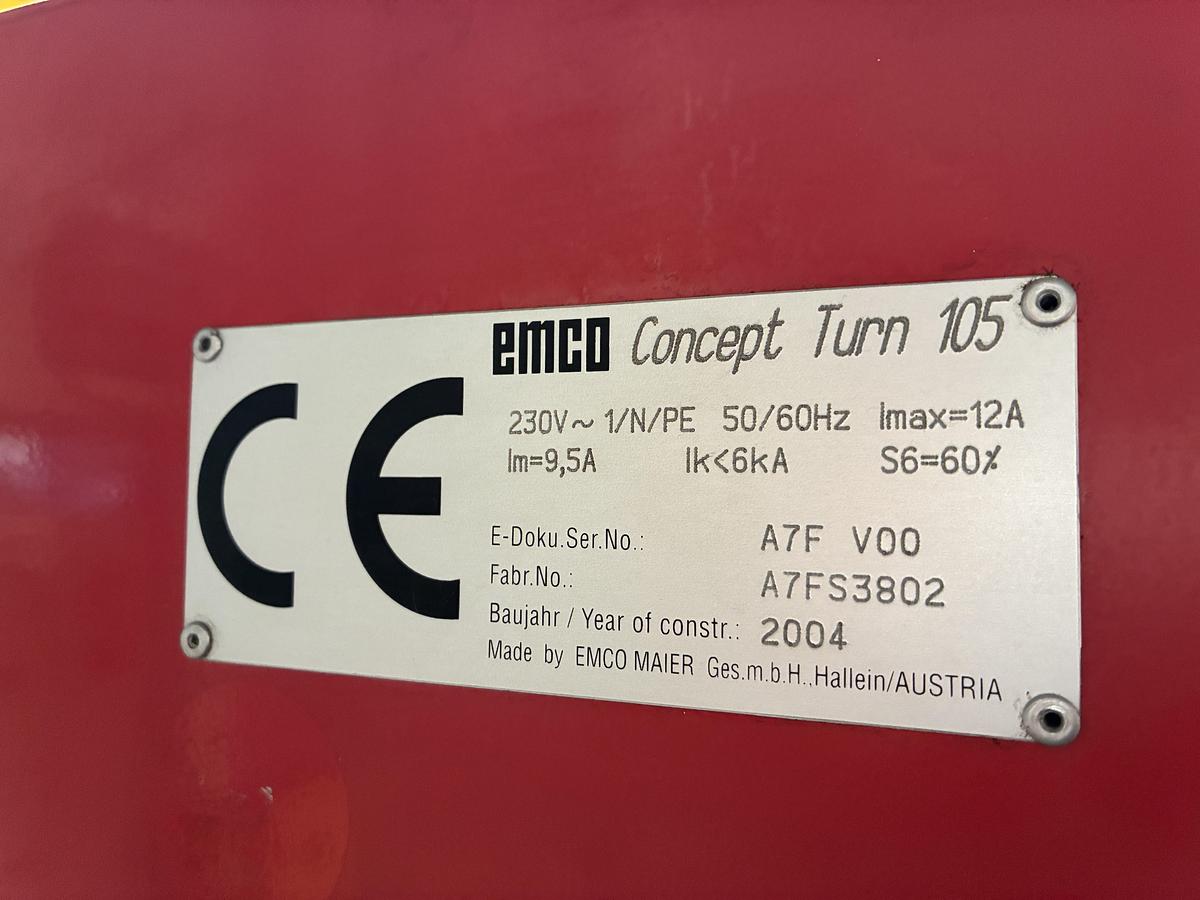 CE
emco Concept Turn 105
230V~ 1/N/PE 50/60Hz Imax=12A
Im=9,5A Ik<6kA S6=60%
E-Doku.Ser.No.: A7F V00
Fabr.No.: A7FS3802
Baujahr / Year of constr.: 2004
Made by EMCO MAIER Ges.m.b.H.,Hallein/AUSTRIA